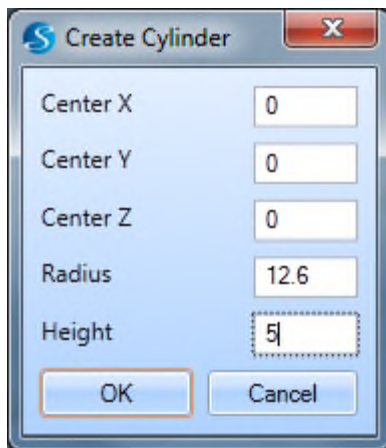 Create Cylinder
Center X 0
Center Y 0
Center Z 0
Radius 12.6
Height 5
OK Cancel